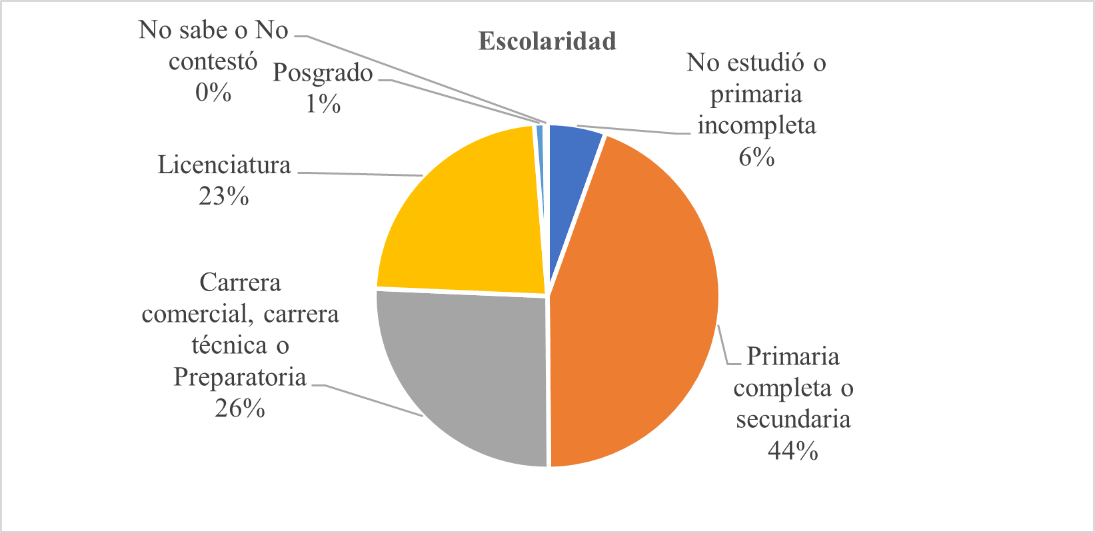 Escolaridad
No sabe o No
contestó
0%
Posgrado
1%
No estudió o
primaria
incompleta
6%
Licenciatura
23%
Carrera
comercial, carrera
técnica o
Preparatoria
26%
Primaria
completa o
secundaria
44%